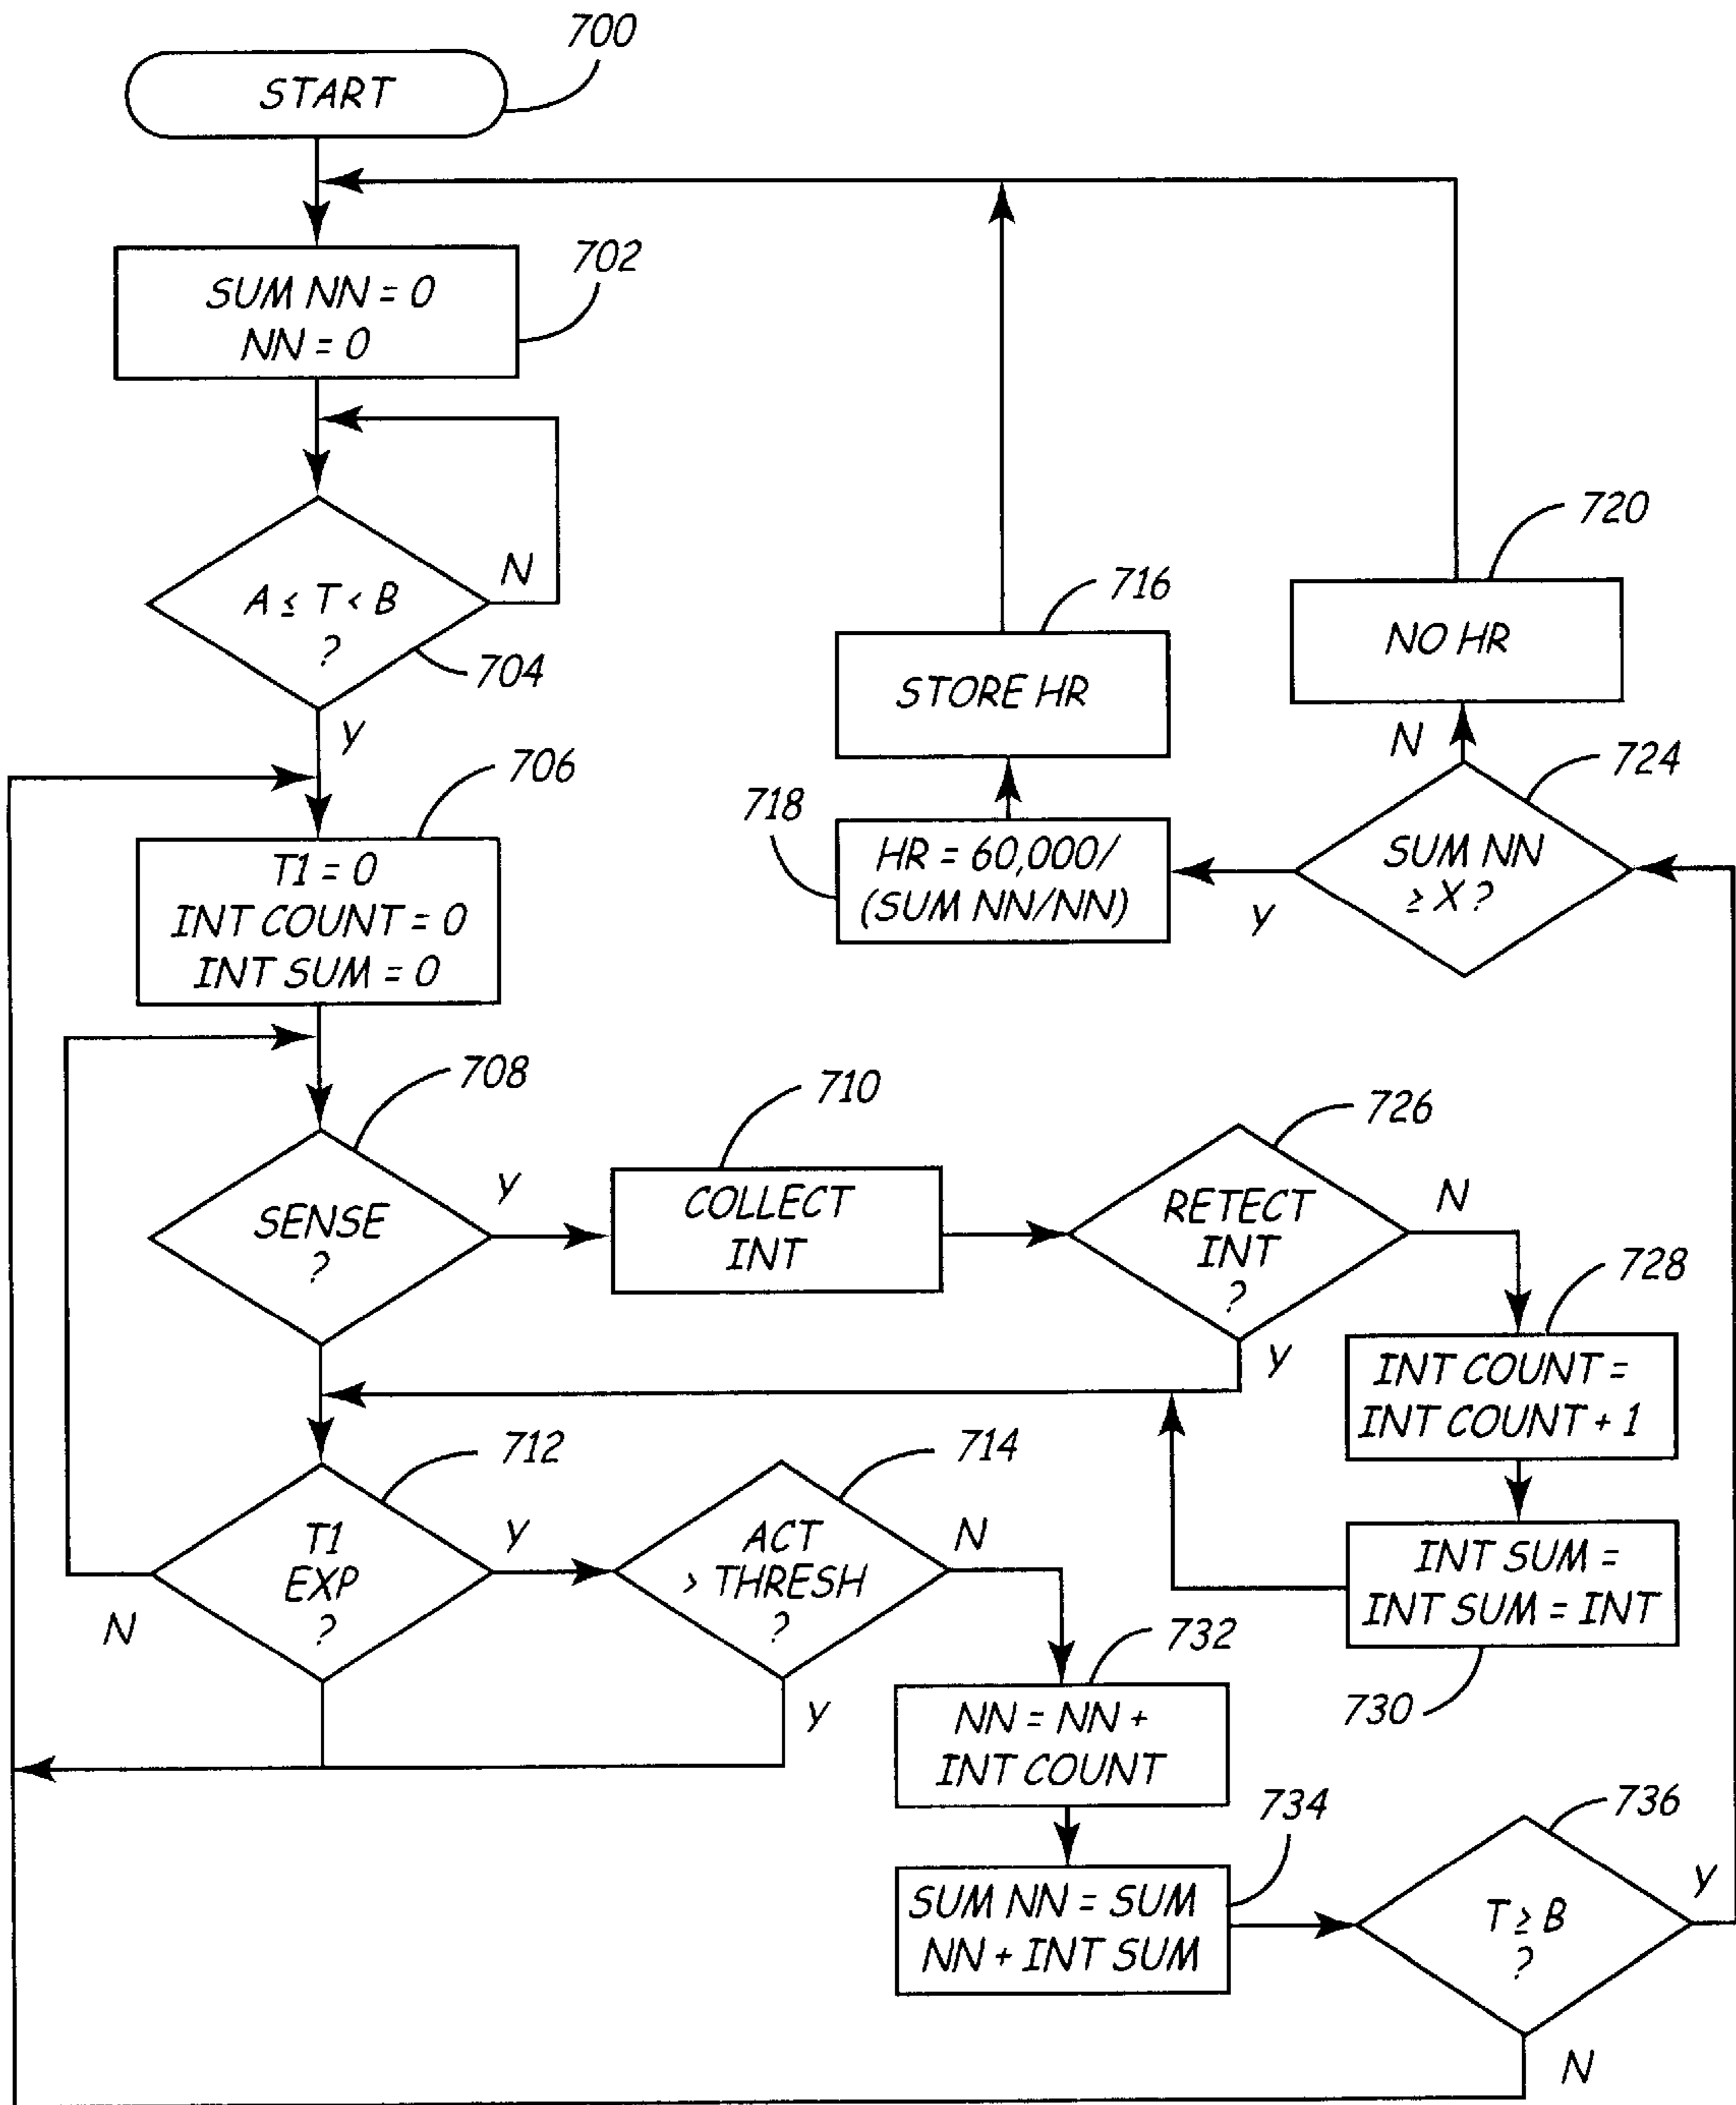 700
START
702
SUM NN = 0
NN = 0
A ≤ T < B
?
N
704
Y
720
716
NO HR
STORE HR
N
724
706
718
T1 = 0
INT COUNT = 0
INT SUM = 0
HR = 60,000/
(SUM NN/NN)
Y
SUM NN
≥ X ?
708
710
726
SENSE
?
Y
COLLECT
INT
RETECT
INT
?
N
Y
728
INT COUNT =
INT COUNT + 1
712
714
T1
EXP
?
Y
N
ACT
> THRESH
?
N
Y
INT SUM =
INT SUM = INT
730
732
NN = NN +
INT COUNT
734
SUM NN = SUM
NN + INT SUM
736
T ≥ B
?
Y
N